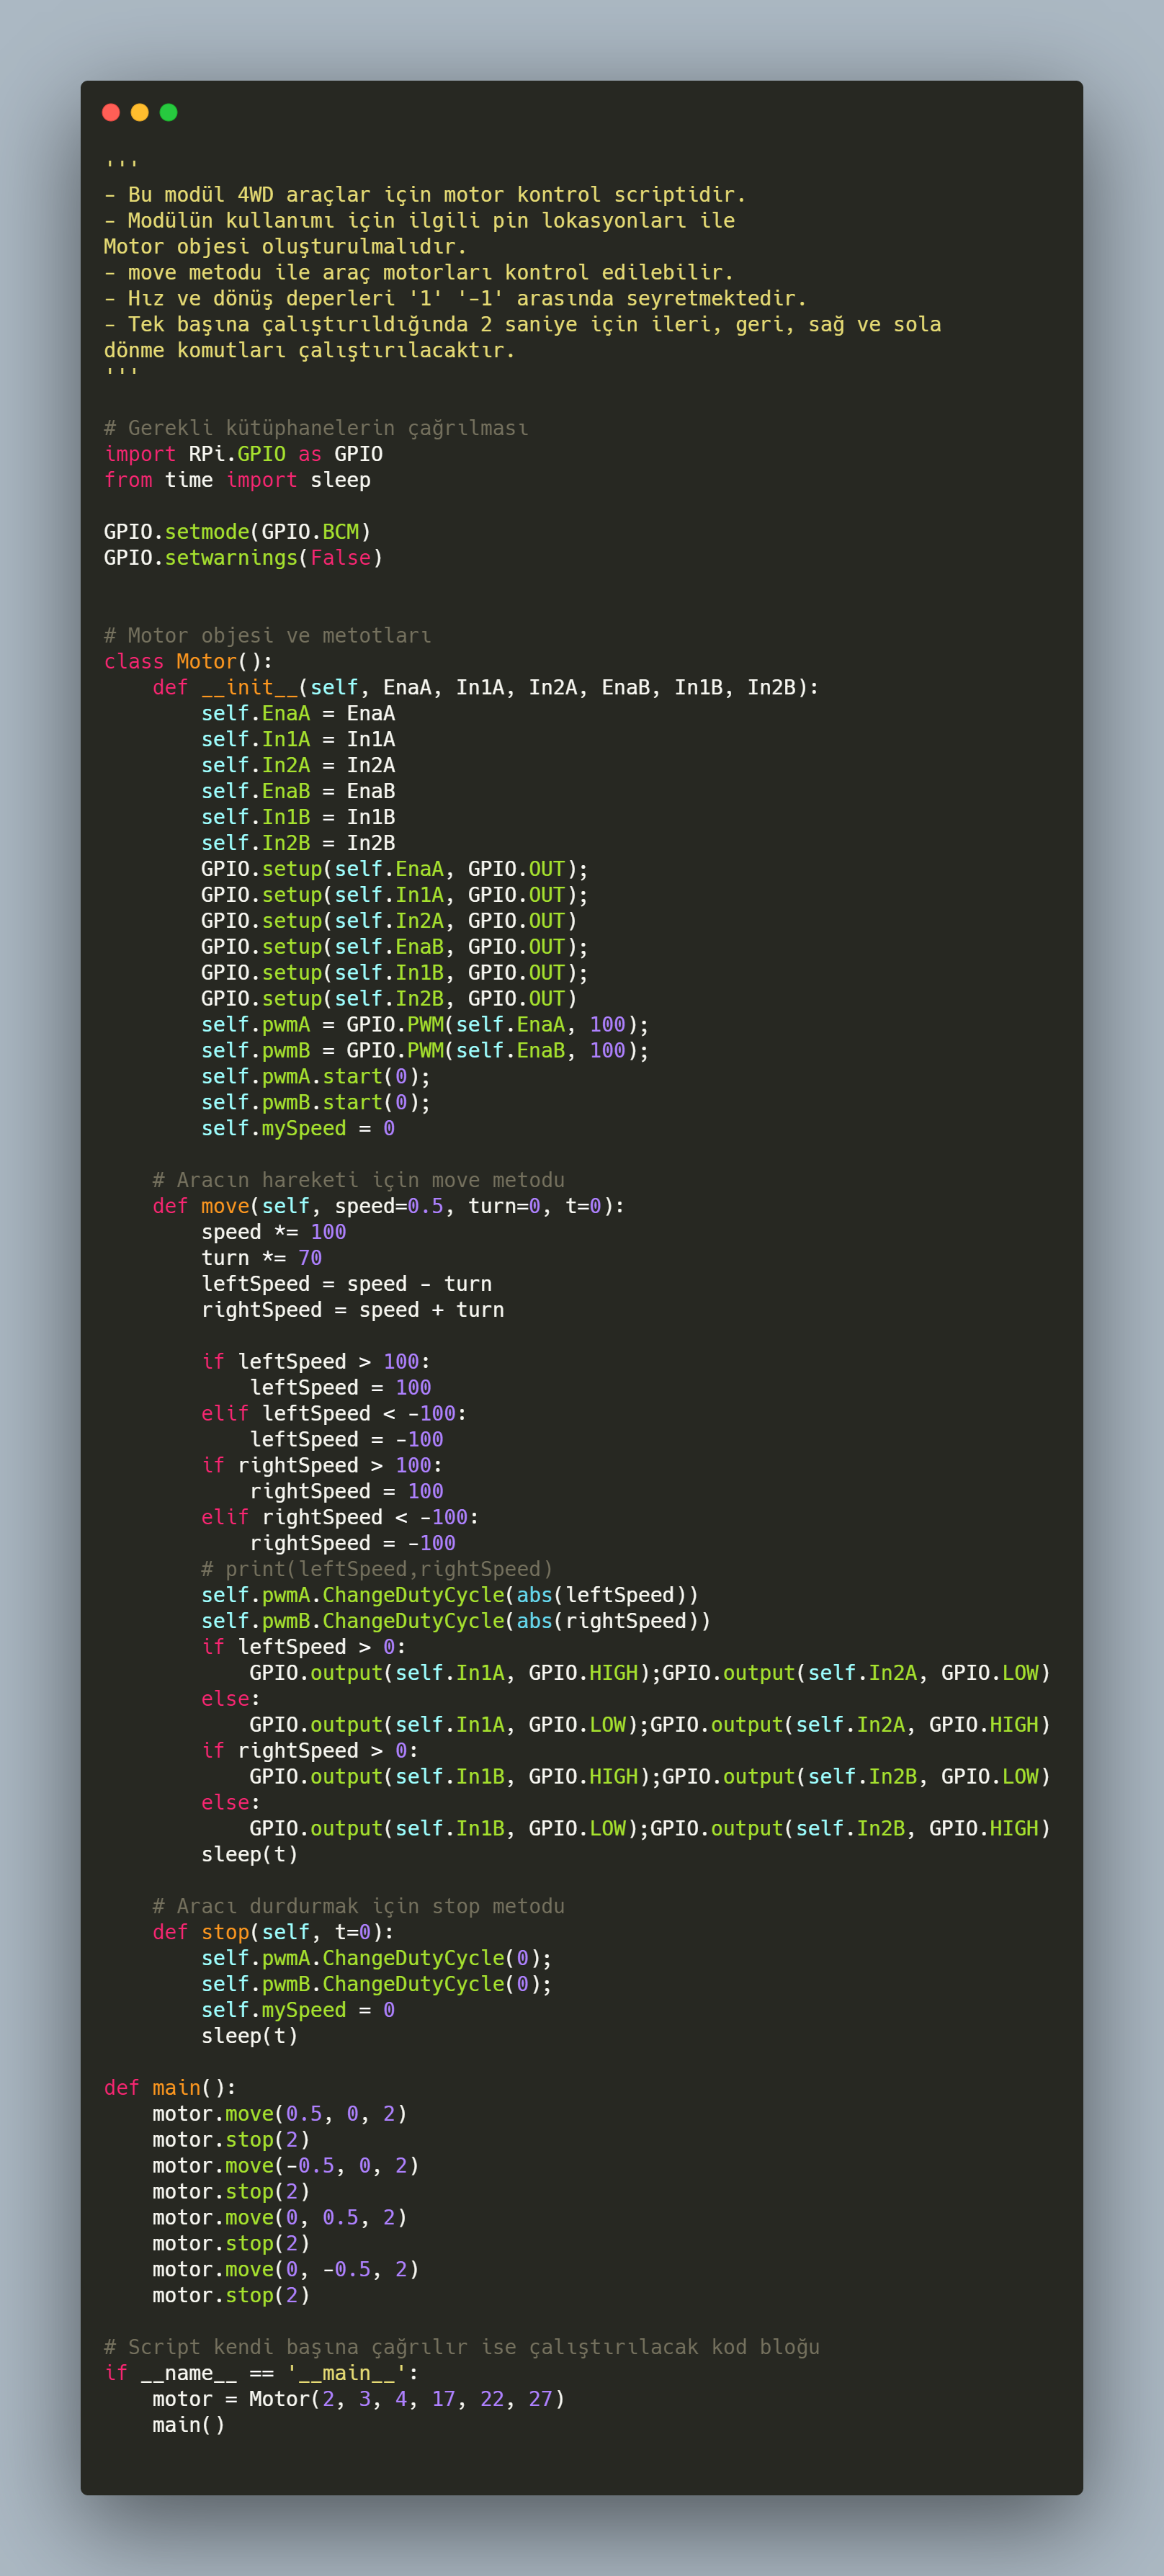 '''
- Bu modül 4WD araçlar için motor kontrol scriptidir.
- Modülün kullanımı için ilgili pin lokasyonları ile
Motor objesi oluşturulmalıdır.
- move metodu ile araç motorları kontrol edilebilir.
- Hız ve dönüş deperleri '1' '-1' arasında seyretmektedir.
- Tek başına çalıştırıldığında 2 saniye için ileri, geri, sağ ve sola
dönme komutları çalıştırılacaktır.
'''

# Gerekli kütüphanelerin çağrılması
import RPi.GPIO as GPIO
from time import sleep

GPIO.setmode(GPIO.BCM)
GPIO.setwarnings(False)


# Motor objesi ve metotları
class Motor():
    def __init__(self, EnaA, In1A, In2A, EnaB, In1B, In2B):
        self.EnaA = EnaA
        self.In1A = In1A
        self.In2A = In2A
        self.EnaB = EnaB
        self.In1B = In1B
        self.In2B = In2B
        GPIO.setup(self.EnaA, GPIO.OUT);
        GPIO.setup(self.In1A, GPIO.OUT);
        GPIO.setup(self.In2A, GPIO.OUT)
        GPIO.setup(self.EnaB, GPIO.OUT);
        GPIO.setup(self.In1B, GPIO.OUT);
        GPIO.setup(self.In2B, GPIO.OUT)
        self.pwmA = GPIO.PWM(self.EnaA, 100);
        self.pwmB = GPIO.PWM(self.EnaB, 100);
        self.pwmA.start(0);
        self.pwmB.start(0);
        self.mySpeed = 0

    # Aracın hareketi için move metodu
    def move(self, speed=0.5, turn=0, t=0):
        speed *= 100
        turn *= 70
        leftSpeed = speed - turn
        rightSpeed = speed + turn

        if leftSpeed > 100:
            leftSpeed = 100
        elif leftSpeed < -100:
            leftSpeed = -100
        if rightSpeed > 100:
            rightSpeed = 100
        elif rightSpeed < -100:
            rightSpeed = -100
        # print(leftSpeed,rightSpeed)
        self.pwmA.ChangeDutyCycle(abs(leftSpeed))
        self.pwmB.ChangeDutyCycle(abs(rightSpeed))
        if leftSpeed > 0:
            GPIO.output(self.In1A, GPIO.HIGH);GPIO.output(self.In2A, GPIO.LOW)
        else:
            GPIO.output(self.In1A, GPIO.LOW);GPIO.output(self.In2A, GPIO.HIGH)
        if rightSpeed > 0:
            GPIO.output(self.In1B, GPIO.HIGH);GPIO.output(self.In2B, GPIO.LOW)
        else:
            GPIO.output(self.In1B, GPIO.LOW);GPIO.output(self.In2B, GPIO.HIGH)
        sleep(t)

    # Aracı durdurmak için stop metodu
    def stop(self, t=0):
        self.pwmA.ChangeDutyCycle(0);
        self.pwmB.ChangeDutyCycle(0);
        self.mySpeed = 0
        sleep(t)

def main():
    motor.move(0.5, 0, 2)
    motor.stop(2)
    motor.move(-0.5, 0, 2)
    motor.stop(2)
    motor.move(0, 0.5, 2)
    motor.stop(2)
    motor.move(0, -0.5, 2)
    motor.stop(2)

# Script kendi başına çağrılır ise çalıştırılacak kod bloğu
if __name__ == '__main__':
    motor = Motor(2, 3, 4, 17, 22, 27)
    main()